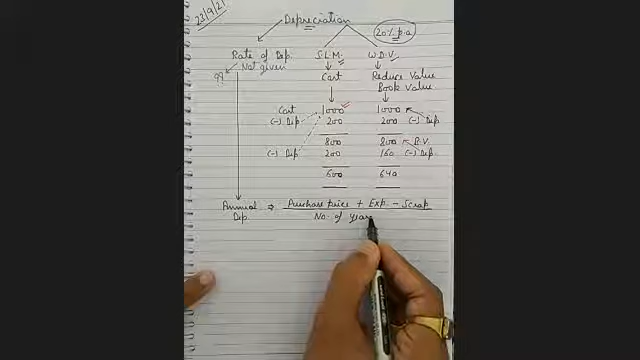 23/9/21
Depreciation
20% p.a
Rate of Dep. S.L.M. W.D.V.
Not given
Cost Reduce Value
Book Value
Cost 1000 1000
(-) Dep 200 200 (-) Dep
800 800 B.V
(-) Dep 200 160 (-) Dep.
600 640
Annual Dep. ⇒ Purchase price + Exp. - Scrap
No. of years